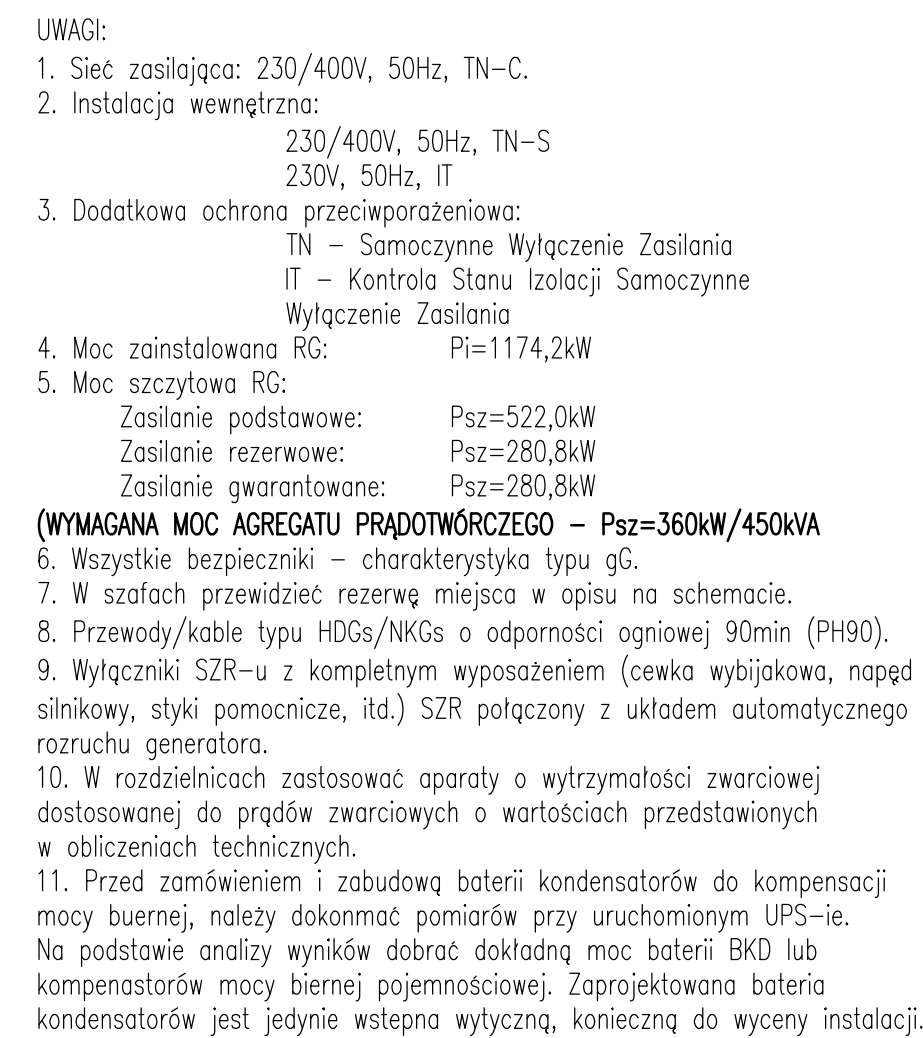 UWAGI:
1. Sieć zasilająca: 230/400V, 50Hz, TN-C.
2. Instalacja wewnętrzna:
230/400V, 50Hz, TN-S
230V, 50Hz, IT
3. Dodatkowa ochrona przeciwporażeniowa:
TN - Samoczynne Wyłączenie Zasilania
IT - Kontrola Stanu Izolacji Samoczynne
Wyłączenie Zasilania
4. Moc zainstalowana RG: Pi=1174,2kW
5. Moc szczytowa RG:
Zasilanie podstawowe: Psz=522,0kW
Zasilanie rezerwowe: Psz=280,8kW
Zasilanie gwarantowane: Psz=280,8kW
(WYMAGANA MOC AGREGATU PRĄDOTWÓRCZEGO - Psz=360kW/450kVA
6. Wszystkie bezpieczniki - charakterystyka typu gG.
7. W szafach przewidzieć rezerwę miejsca w opisu na schemacie.
8. Przewody/kable typu HDGs/NKGs o odporności ogniowej 90min (PH90).
9. Wyłączniki SZR-u z kompletnym wyposażeniem (cewka wybijakowa, napęd
silnikowy, styki pomocnicze, itd.) SZR połączony z układem automatycznego
rozruchu generatora.
10. W rozdzielnicach zastosować aparaty o wytrzymałości zwarciowej
dostosowanej do prądów zwarciowych o wartościach przedstawionych
w obliczeniach technicznych.
11. Przed zamówieniem i zabudową baterii kondensatorów do kompensacji
mocy buernej, należy dokonmać pomiarów przy uruchomionym UPS-ie.
Na podstawie analizy wyników dobrać dokładną moc baterii BKD lub
kompenastorów mocy biernej pojemnościowej. Zaprojektowana bateria
kondensatorów jest jedynie wstepna wytyczną, konieczną do wyceny instalacji.